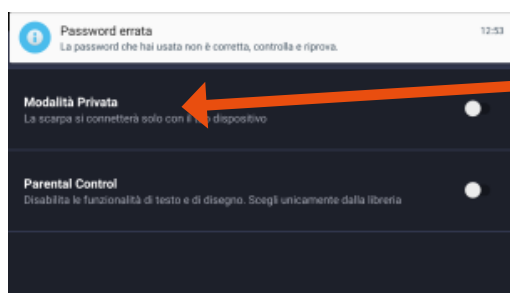 Password errata
12:53
La password che hai usata non è corretta, controlla e riprova.
Modalità Privata
La scarpa si connetterà solo con il dispositivo
Parental Control
Disabilita le funzionalità di testo e di disegno. Scegli unicamente dalla libreria